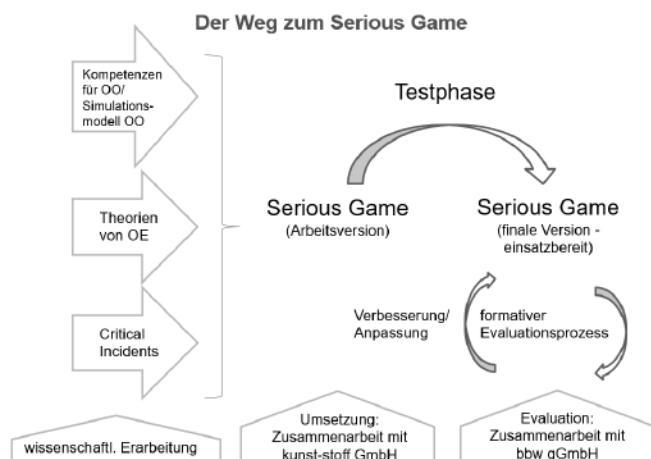 Der Weg zum Serious Game
Kompetenzen
für OO/
Simulations-
modell OO
Theorien
von OE
Critical
Incidents
Testphase
Serious Game
(Arbeitsversion)
Serious Game
(finale Version -
einsatzbereit)
Verbesserung/
Anpassung
formativer
Evaluationsprozess
wissenschaftl. Erarbeitung
Umsetzung:
Zusammenarbeit mit
kunst-stoff GmbH
Evaluation:
Zusammenarbeit mit
bbw gGmbH